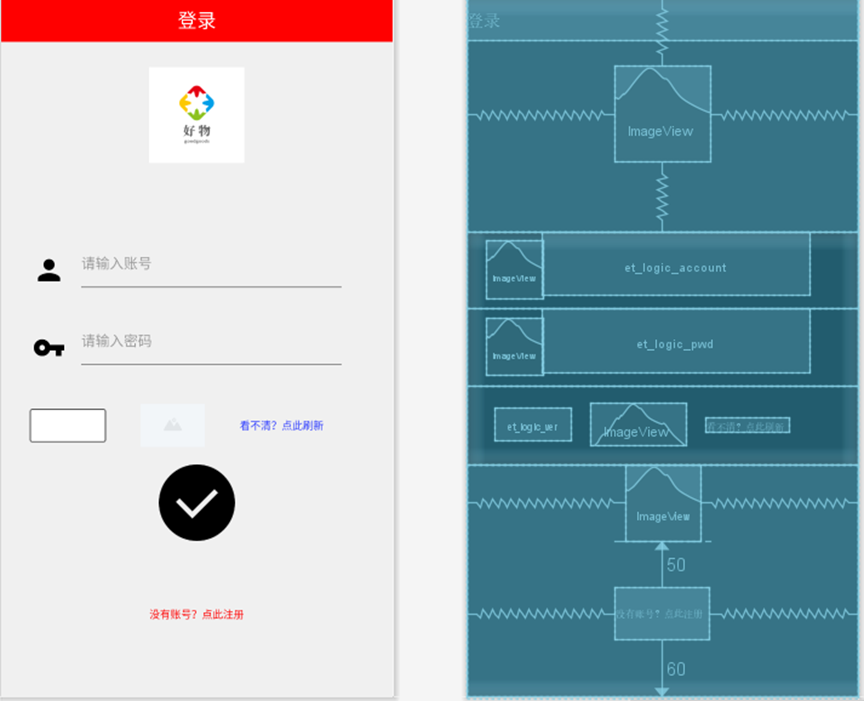 登录
好 物
请输入账号
请输入密码
看不清？点此刷新
没有账号？点此注册
登录
ImageView
ImageView
et_logic_account
ImageView
et_logic_pwd
et_logic_ver
ImageView
看不清？点此刷新
ImageView
50
没有账号？点此注册
60